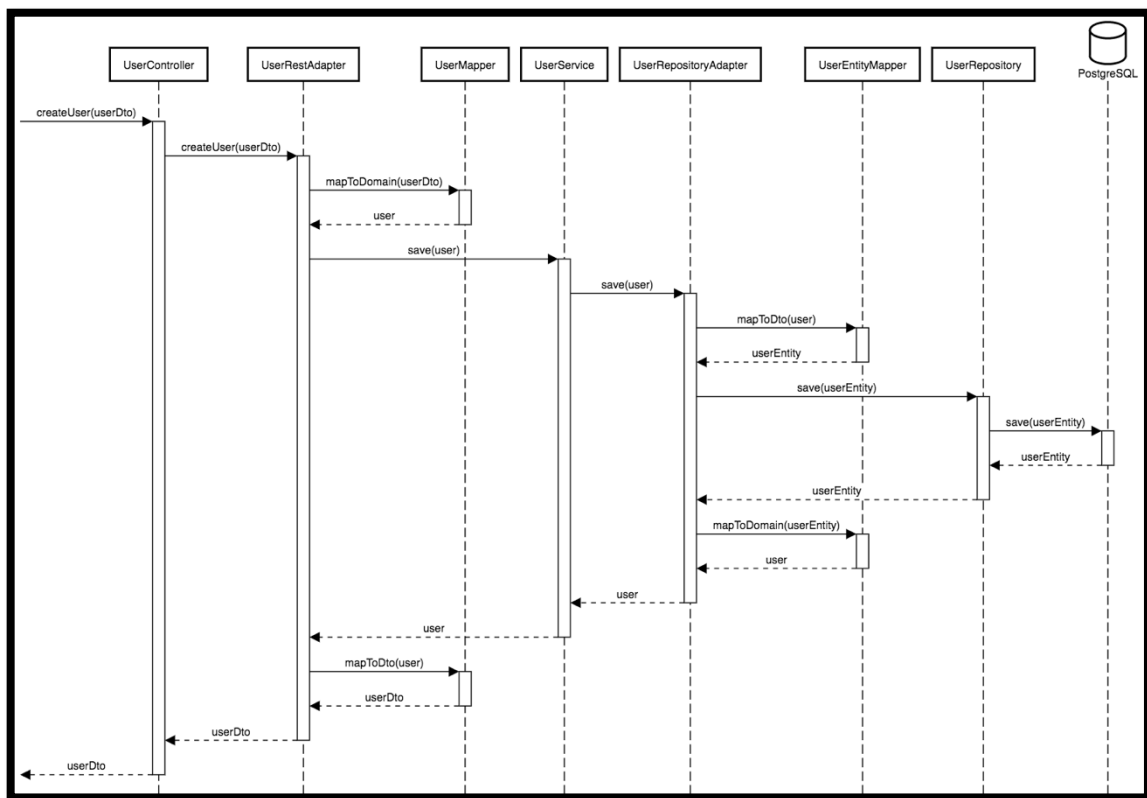 UserController
UserRestAdapter
UserMapper
UserService
UserRepositoryAdapter
UserEntityMapper
UserRepository
PostgreSQL
createUser(userDto)
createUser(userDto)
mapToDomain(userDto)
user
save(user)
save(user)
mapToDto(user)
userEntity
save(userEntity)
save(userEntity)
userEntity
userEntity
mapToDomain(userEntity)
user
user
user
mapToDto(user)
userDto
userDto
userDto